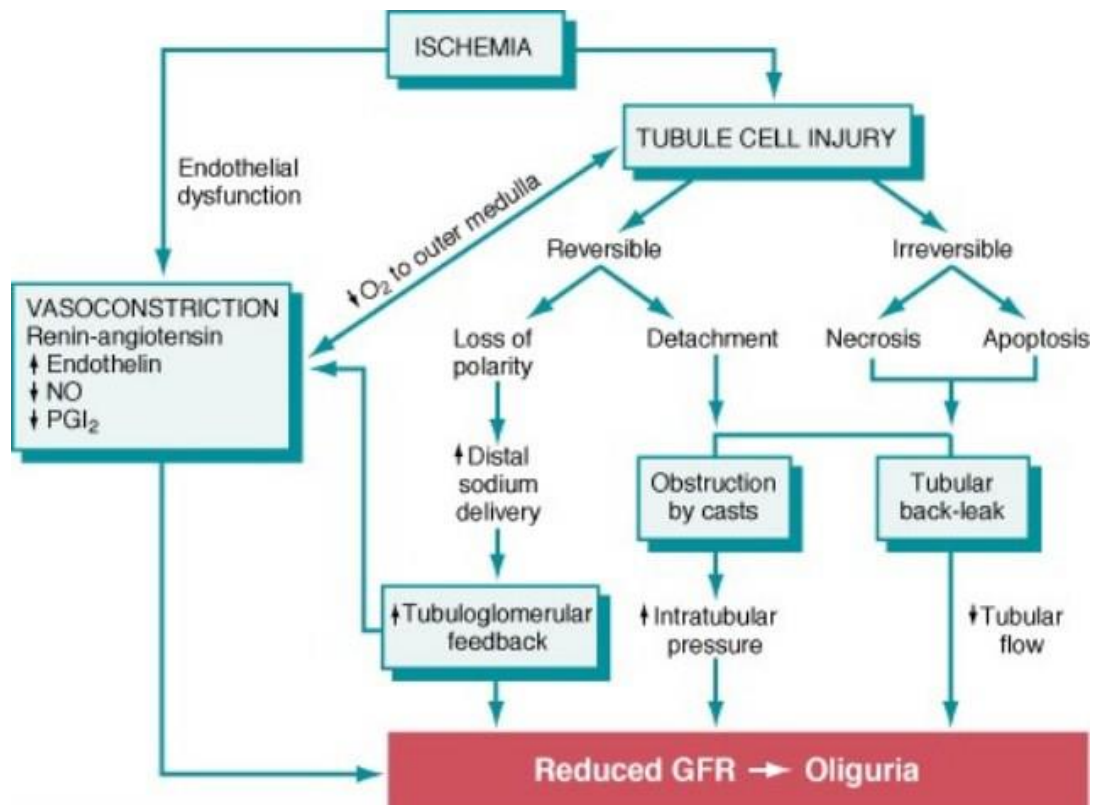 ISCHEMIA
TUBULE CELL INJURY
Endothelial
dysfunction
↓O₂ to outer medulla
Reversible
Irreversible
VASOCONSTRICTION
Renin-angiotensin
↑ Endothelin
↓ NO
↓ PGI₂
Loss of
polarity
Detachment
Necrosis
Apoptosis
↑Distal
sodium
delivery
Obstruction
by casts
Tubular
back-leak
↑Tubuloglomerular
feedback
↑Intratubular
pressure
↓Tubular
flow
Reduced GFR → Oliguria